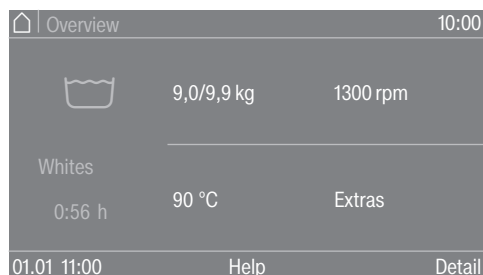 Overview 10:00
9,0/9,9 kg 1300 rpm
Whites
0:56 h
90 °C Extras
01.01 11:00 Help Detail